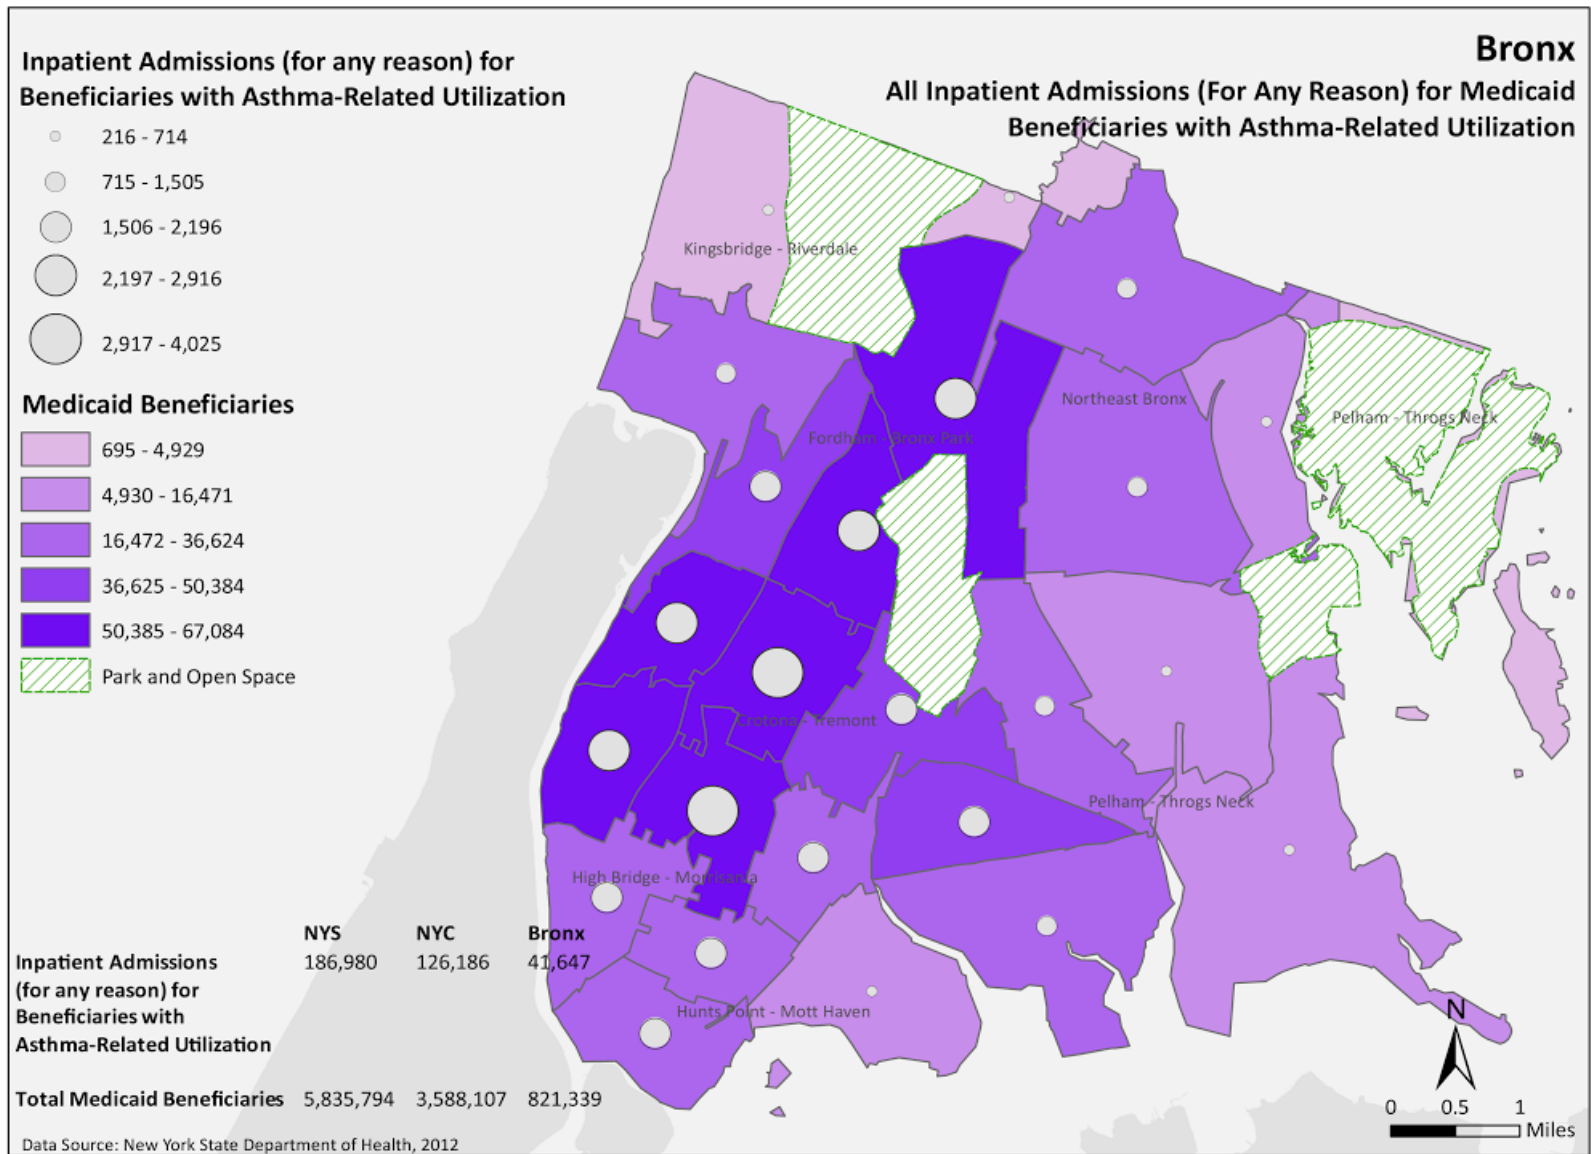 Bronx
All Inpatient Admissions (For Any Reason) for Medicaid
Beneficiaries with Asthma-Related Utilization
Inpatient Admissions (for any reason) for
Beneficiaries with Asthma-Related Utilization
216 - 714
715 - 1,505
1,506 - 2,196
2,197 - 2,916
2,917 - 4,025
Medicaid Beneficiaries
695 - 4,929
4,930 - 16,471
16,472 - 36,624
36,625 - 50,384
50,385 - 67,084
Park and Open Space
Kingsbridge - Riverdale
Northeast Bronx
Pelham - Throgs Neck
Fordham - Bronx Park
Crotona - Tremont
Pelham - Throgs Neck
High Bridge - Morrisania
Hunts Point - Mott Haven
NYS NYC Bronx
Inpatient Admissions 186,980 126,186 41,647
(for any reason) for
Beneficiaries with
Asthma-Related Utilization
Total Medicaid Beneficiaries 5,835,794 3,588,107 821,339
Data Source: New York State Department of Health, 2012
N
0 0.5 1
Miles